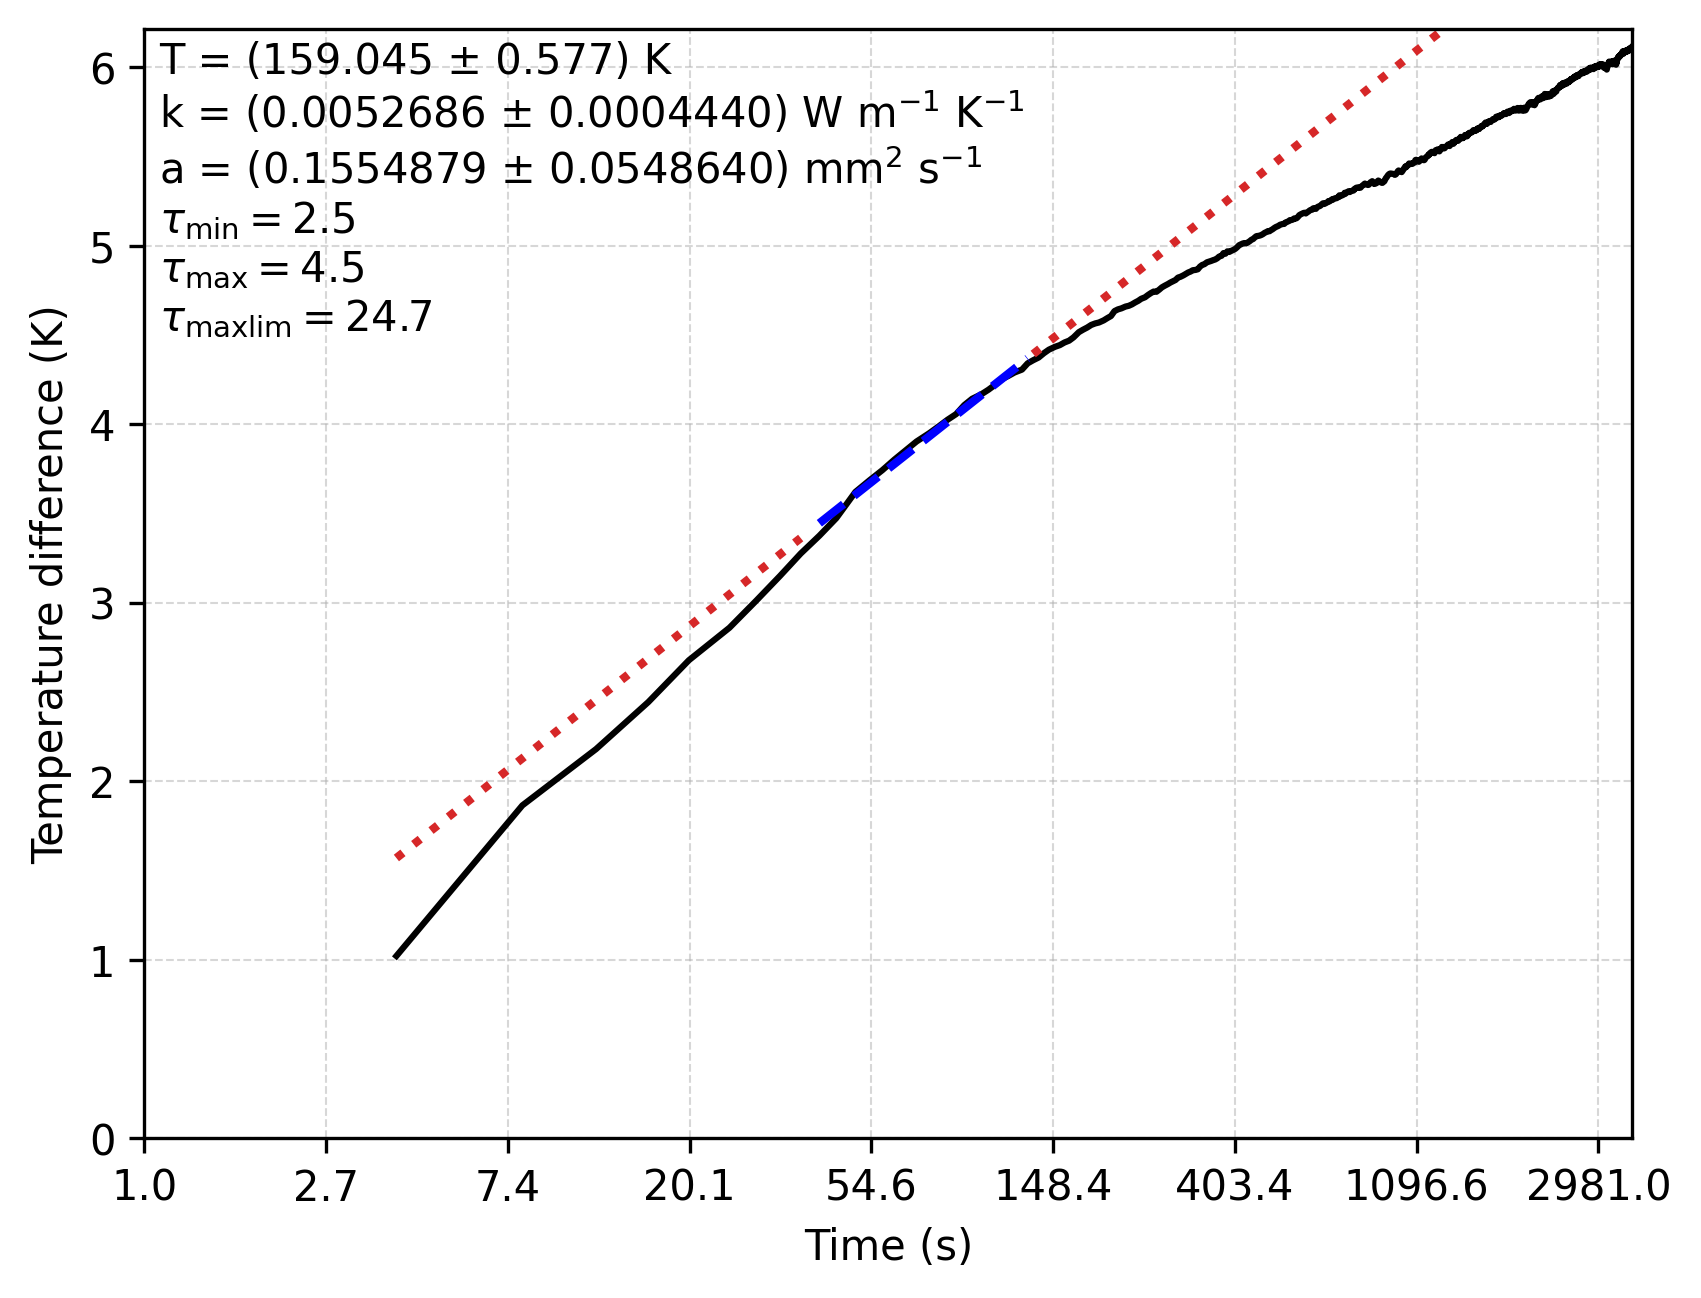 T = (159.045 ± 0.577) K
k = (0.0052686 ± 0.0004440) W m⁻¹ K⁻¹
a = (0.1554879 ± 0.0548640) mm² s⁻¹
τmin = 2.5
τmax = 4.5
τmaxlim = 24.7
Temperature difference (K)
6
5
4
3
2
1
0
1.0 2.7 7.4 20.1 54.6 148.4 403.4 1096.6 2981.0
Time (s)